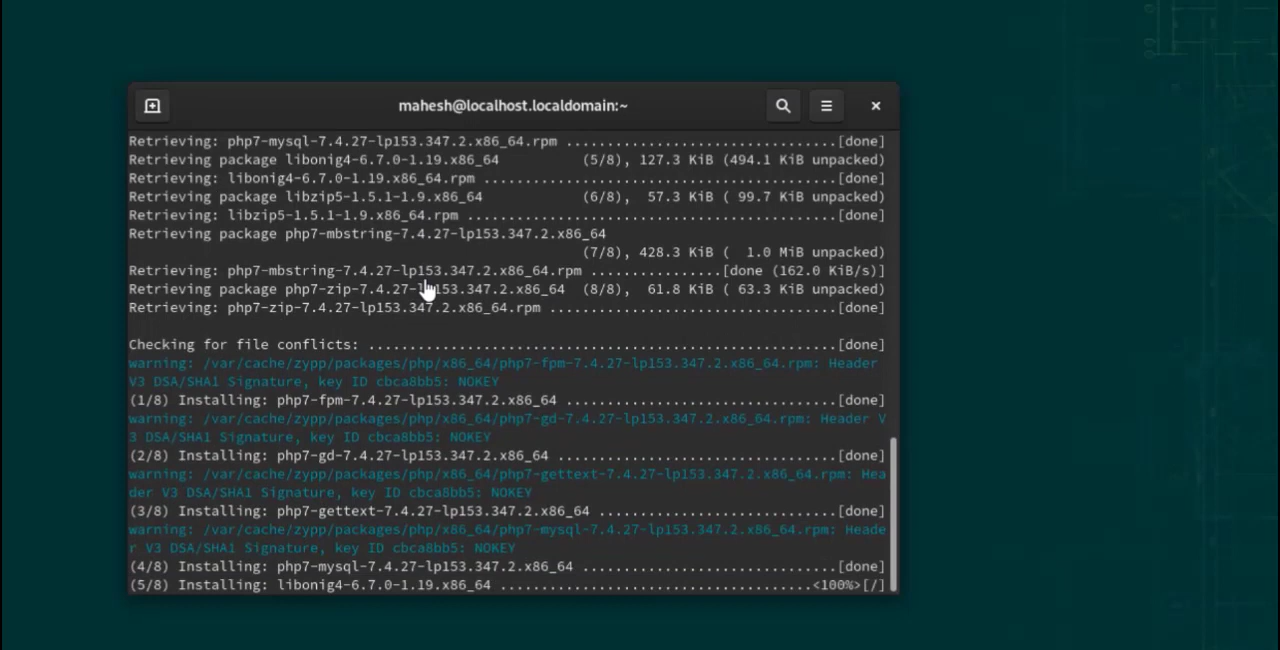 mahesh@localhost.localdomain:~
Retrieving: php7-mysql-7.4.27-lp153.347.2.x86_64.rpm .................................[done]
Retrieving package libonig4-6.7.0-1.19.x86_64 (5/8), 127.3 KiB (494.1 KiB unpacked)
Retrieving: libonig4-6.7.0-1.19.x86_64.rpm ...........................................[done]
Retrieving package libzip5-1.5.1-1.9.x86_64 (6/8), 57.3 KiB ( 99.7 KiB unpacked)
Retrieving: libzip5-1.5.1-1.9.x86_64.rpm .............................................[done]
Retrieving package php7-mbstring-7.4.27-lp153.347.2.x86_64
(7/8), 428.3 KiB ( 1.0 MiB unpacked)
Retrieving: php7-mbstring-7.4.27-lp153.347.2.x86_64.rpm ................[done (162.0 KiB/s)]
Retrieving package php7-zip-7.4.27-lp153.347.2.x86_64 (8/8), 61.8 KiB ( 63.3 KiB unpacked)
Retrieving: php7-zip-7.4.27-lp153.347.2.x86_64.rpm ...................................[done]
Checking for file conflicts: .........................................................[done]
warning: /var/cache/zypp/packages/php/x86_64/php7-fpm-7.4.27-lp153.347.2.x86_64.rpm: Header
V3 DSA/SHA1 Signature, key ID cbca8bb5: NOKEY
(1/8) Installing: php7-fpm-7.4.27-lp153.347.2.x86_64 .................................[done]
warning: /var/cache/zypp/packages/php/x86_64/php7-gd-7.4.27-lp153.347.2.x86_64.rpm: Header V
3 DSA/SHA1 Signature, key ID cbca8bb5: NOKEY
(2/8) Installing: php7-gd-7.4.27-lp153.347.2.x86_64 ..................................[done]
warning: /var/cache/zypp/packages/php/x86_64/php7-gettext-7.4.27-lp153.347.2.x86_64.rpm: Hea
der V3 DSA/SHA1 Signature, key ID cbca8bb5: NOKEY
(3/8) Installing: php7-gettext-7.4.27-lp153.347.2.x86_64 .............................[done]
warning: /var/cache/zypp/packages/php/x86_64/php7-mysql-7.4.27-lp153.347.2.x86_64.rpm: Heade
r V3 DSA/SHA1 Signature, key ID cbca8bb5: NOKEY
(4/8) Installing: php7-mysql-7.4.27-lp153.347.2.x86_64 ...............................[done]
(5/8) Installing: libonig4-6.7.0-1.19.x86_64 ......................................<100%>[/]